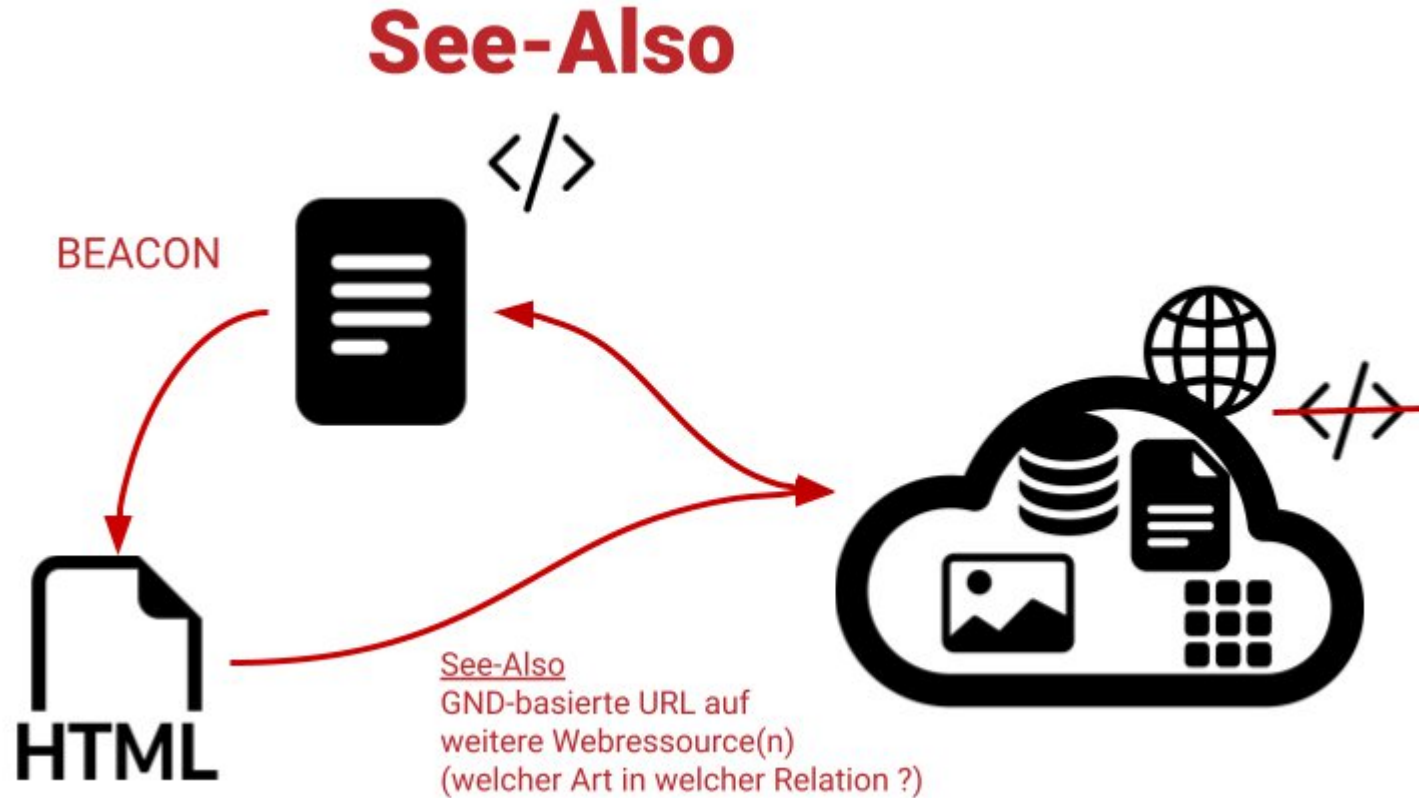 See-Also
</>
BEACON
</>
HTML
See-Also
GND-basierte URL auf
weitere Webressource(n)
(welcher Art in welcher Relation ?)